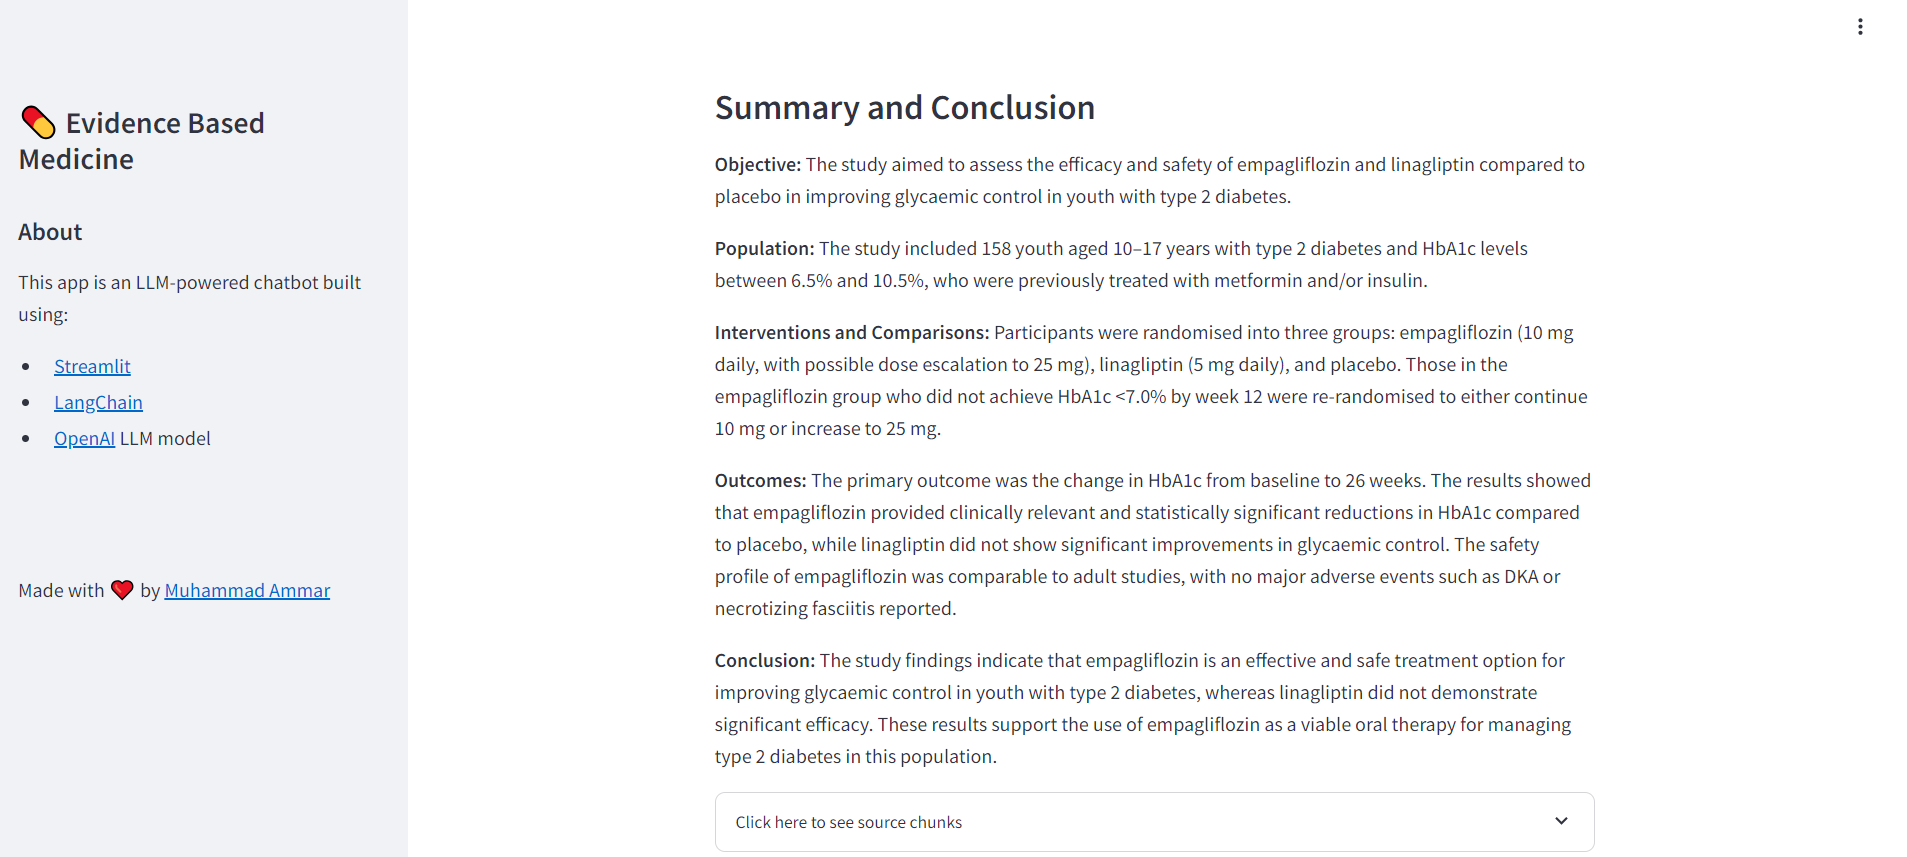 Evidence Based
Medicine
About
This app is an LLM-powered chatbot built
using:
Streamlit
LangChain
OpenAI LLM model
Made with ❤️ by Muhammad Ammar
Summary and Conclusion
Objective: The study aimed to assess the efficacy and safety of empagliflozin and linagliptin compared to
placebo in improving glycaemic control in youth with type 2 diabetes.
Population: The study included 158 youth aged 10–17 years with type 2 diabetes and HbA1c levels
between 6.5% and 10.5%, who were previously treated with metformin and/or insulin.
Interventions and Comparisons: Participants were randomised into three groups: empagliflozin (10 mg
daily, with possible dose escalation to 25 mg), linagliptin (5 mg daily), and placebo. Those in the
empagliflozin group who did not achieve HbA1c <7.0% by week 12 were re-randomised to either continue
10 mg or increase to 25 mg.
Outcomes: The primary outcome was the change in HbA1c from baseline to 26 weeks. The results showed
that empagliflozin provided clinically relevant and statistically significant reductions in HbA1c compared
to placebo, while linagliptin did not show significant improvements in glycaemic control. The safety
profile of empagliflozin was comparable to adult studies, with no major adverse events such as DKA or
necrotizing fasciitis reported.
Conclusion: The study findings indicate that empagliflozin is an effective and safe treatment option for
improving glycaemic control in youth with type 2 diabetes, whereas linagliptin did not demonstrate
significant efficacy. These results support the use of empagliflozin as a viable oral therapy for managing
type 2 diabetes in this population.
Click here to see source chunks